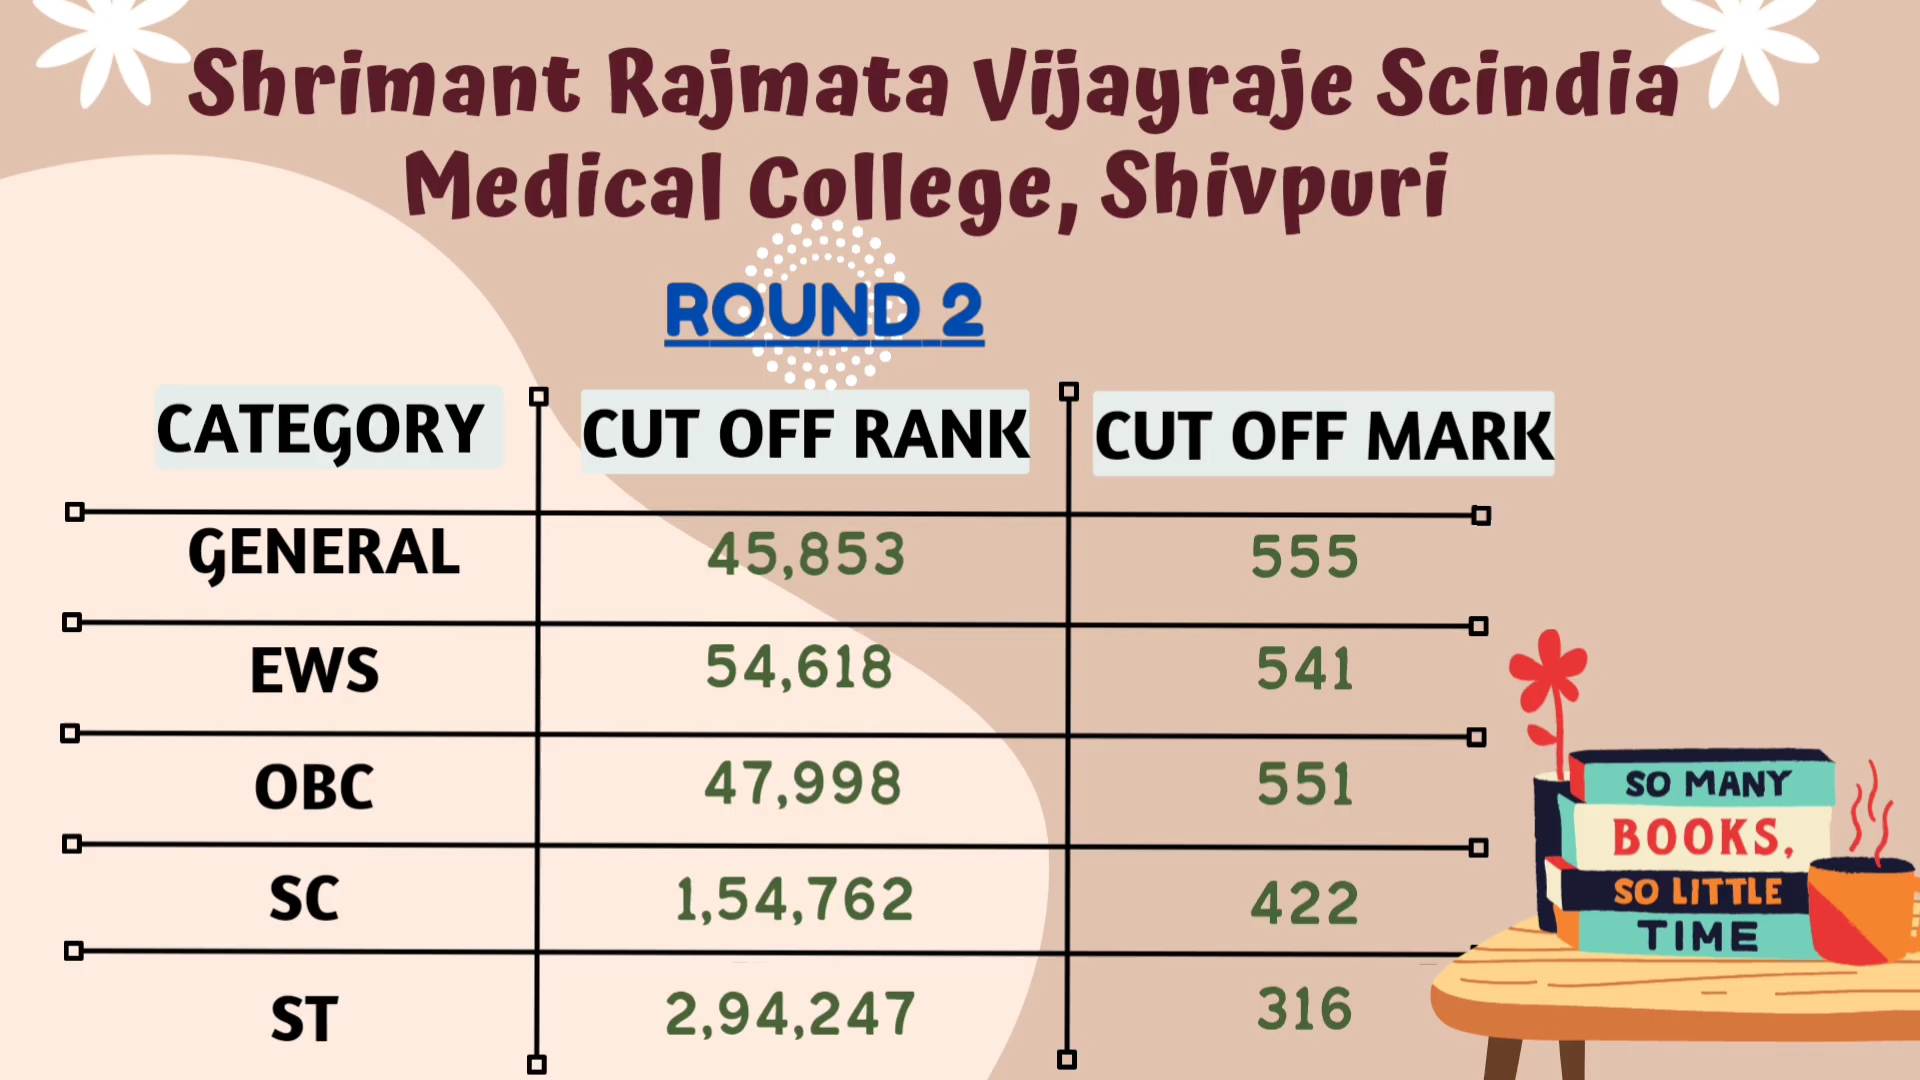 Shrimant Rajmata Vijayraje Scindia
Medical College, Shivpuri
ROUND 2
CATEGORY CUT OFF RANK CUT OFF MARK
GENERAL 45,853 555
EWS 54,618 541
OBC 47,998 551
SC 1,54,762 422
ST 2,94,247 316
SO MANY
BOOKS,
SO LITTLE
TIME